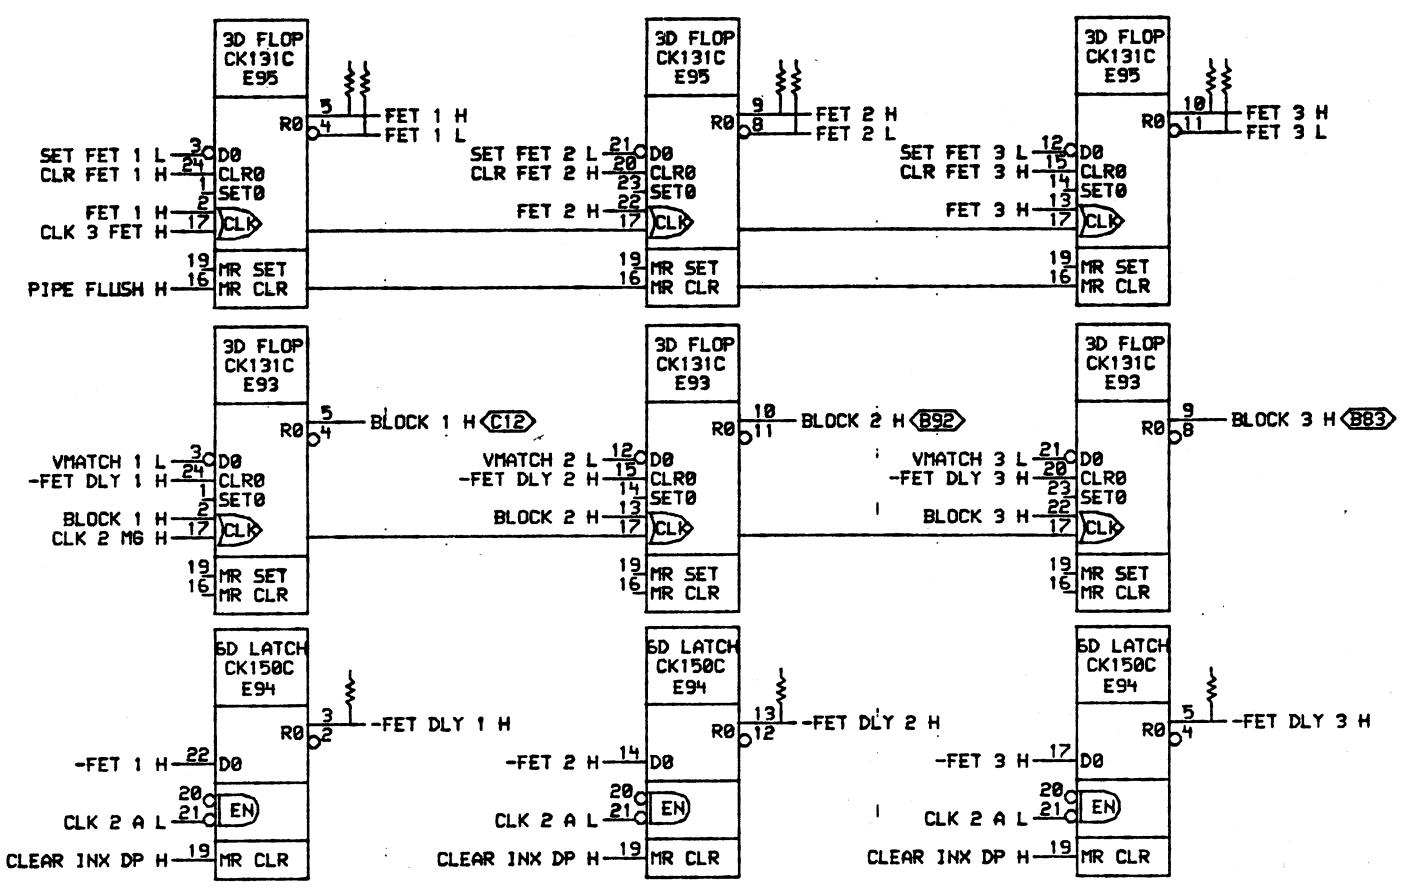 3D FLOP
CK131C
E95
R0
5
FET 1 H
4
FET 1 L
SET FET 1 L
3
D0
CLR FET 1 H
24
CLR0
1
SET0
FET 1 H
2
CLK 3 FET H
17
CLK
19
MR SET
PIPE FLUSH H
16
MR CLR
3D FLOP
CK131C
E95
R0
9
FET 2 H
8
FET 2 L
SET FET 2 L
21
D0
CLR FET 2 H
20
CLR0
23
SET0
FET 2 H
22
17
CLK
19
MR SET
16
MR CLR
3D FLOP
CK131C
E95
R0
10
FET 3 H
11
FET 3 L
SET FET 3 L
12
D0
CLR FET 3 H
15
CLR0
14
SET0
FET 3 H
13
17
CLK
19
MR SET
16
MR CLR
3D FLOP
CK131C
E93
R0
5
BLOCK 1 H C12
4
VMATCH 1 L
3
D0
-FET DLY 1 H
24
CLR0
1
SET0
BLOCK 1 H
2
CLK 2 MG H
17
CLK
19
MR SET
16
MR CLR
3D FLOP
CK131C
E93
R0
10
BLOCK 2 H B92
11
VMATCH 2 L
12
D0
-FET DLY 2 H
15
CLR0
14
SET0
BLOCK 2 H
13
17
CLK
19
MR SET
16
MR CLR
3D FLOP
CK131C
E93
R0
9
BLOCK 3 H B83
8
VMATCH 3 L
21
D0
-FET DLY 3 H
20
CLR0
23
SET0
BLOCK 3 H
22
17
CLK
19
MR SET
16
MR CLR
6D LATCH
CK150C
E94
R0
3
-FET DLY 1 H
2
-FET 1 H
22
D0
20
CLK 2 A L
21
EN
CLEAR INX DP H
19
MR CLR
6D LATCH
CK150C
E94
R0
13
-FET DLY 2 H
12
-FET 2 H
14
D0
20
CLK 2 A L
21
EN
CLEAR INX DP H
19
MR CLR
6D LATCH
CK150C
E94
R0
5
-FET DLY 3 H
4
-FET 3 H
17
D0
20
CLK 2 A L
21
EN
CLEAR INX DP H
19
MR CLR